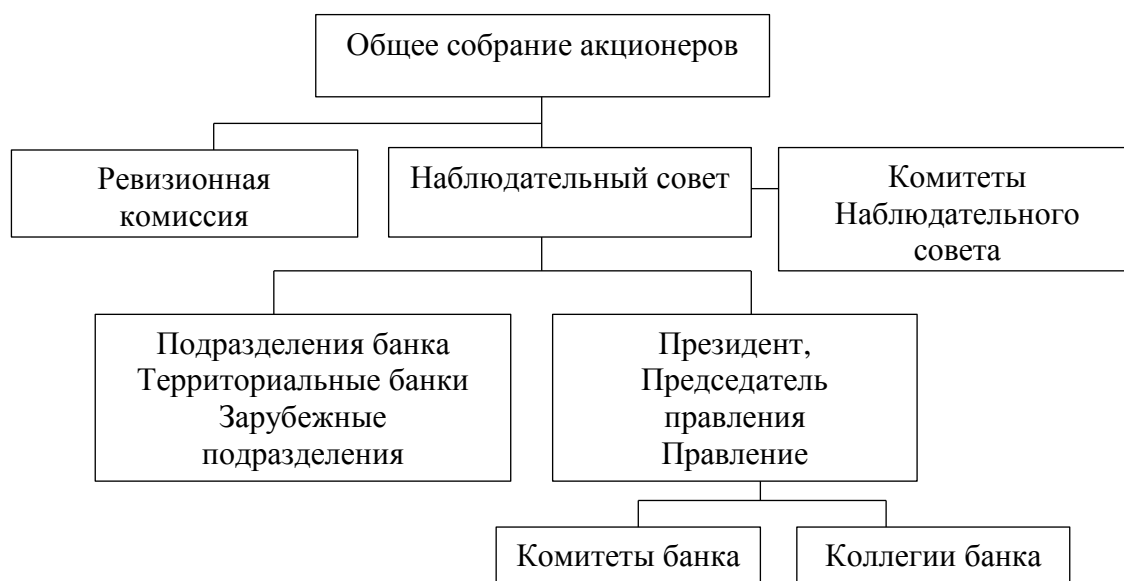 Общее собрание акционеров
Ревизионная
комиссия
Наблюдательный совет
Комитеты
Наблюдательного
совета
Подразделения банка
Территориальные банки
Зарубежные
подразделения
Президент,
Председатель
правления
Правление
Комитеты банка
Коллегии банка